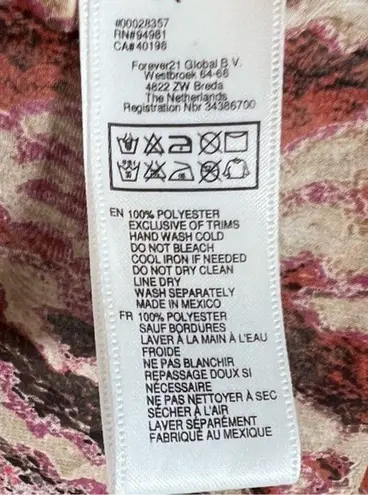 #00028357
RN#94981
CA#40198
Forever21 Global B.V.
Westbroek 64-66
4822 ZW Breda
The Netherlands
Registration Nbr 34386700
EN 100% POLYESTER
EXCLUSIVE OF TRIMS
HAND WASH COLD
DO NOT BLEACH
COOL IRON IF NEEDED
DO NOT DRY CLEAN
LINE DRY
WASH SEPARATELY
MADE IN MEXICO
FR 100% POLYESTER
SAUF BORDURES
LAVER À LA MAIN À L'EAU
FROIDE
NE PAS BLANCHIR
REPASSAGE DOUX SI
NÉCESSAIRE
NE PAS NETTOYER À SEC
SÉCHER À L'AIR
LAVER SÉPARÉMENT
FABRIQUÉ AU MEXIQUE